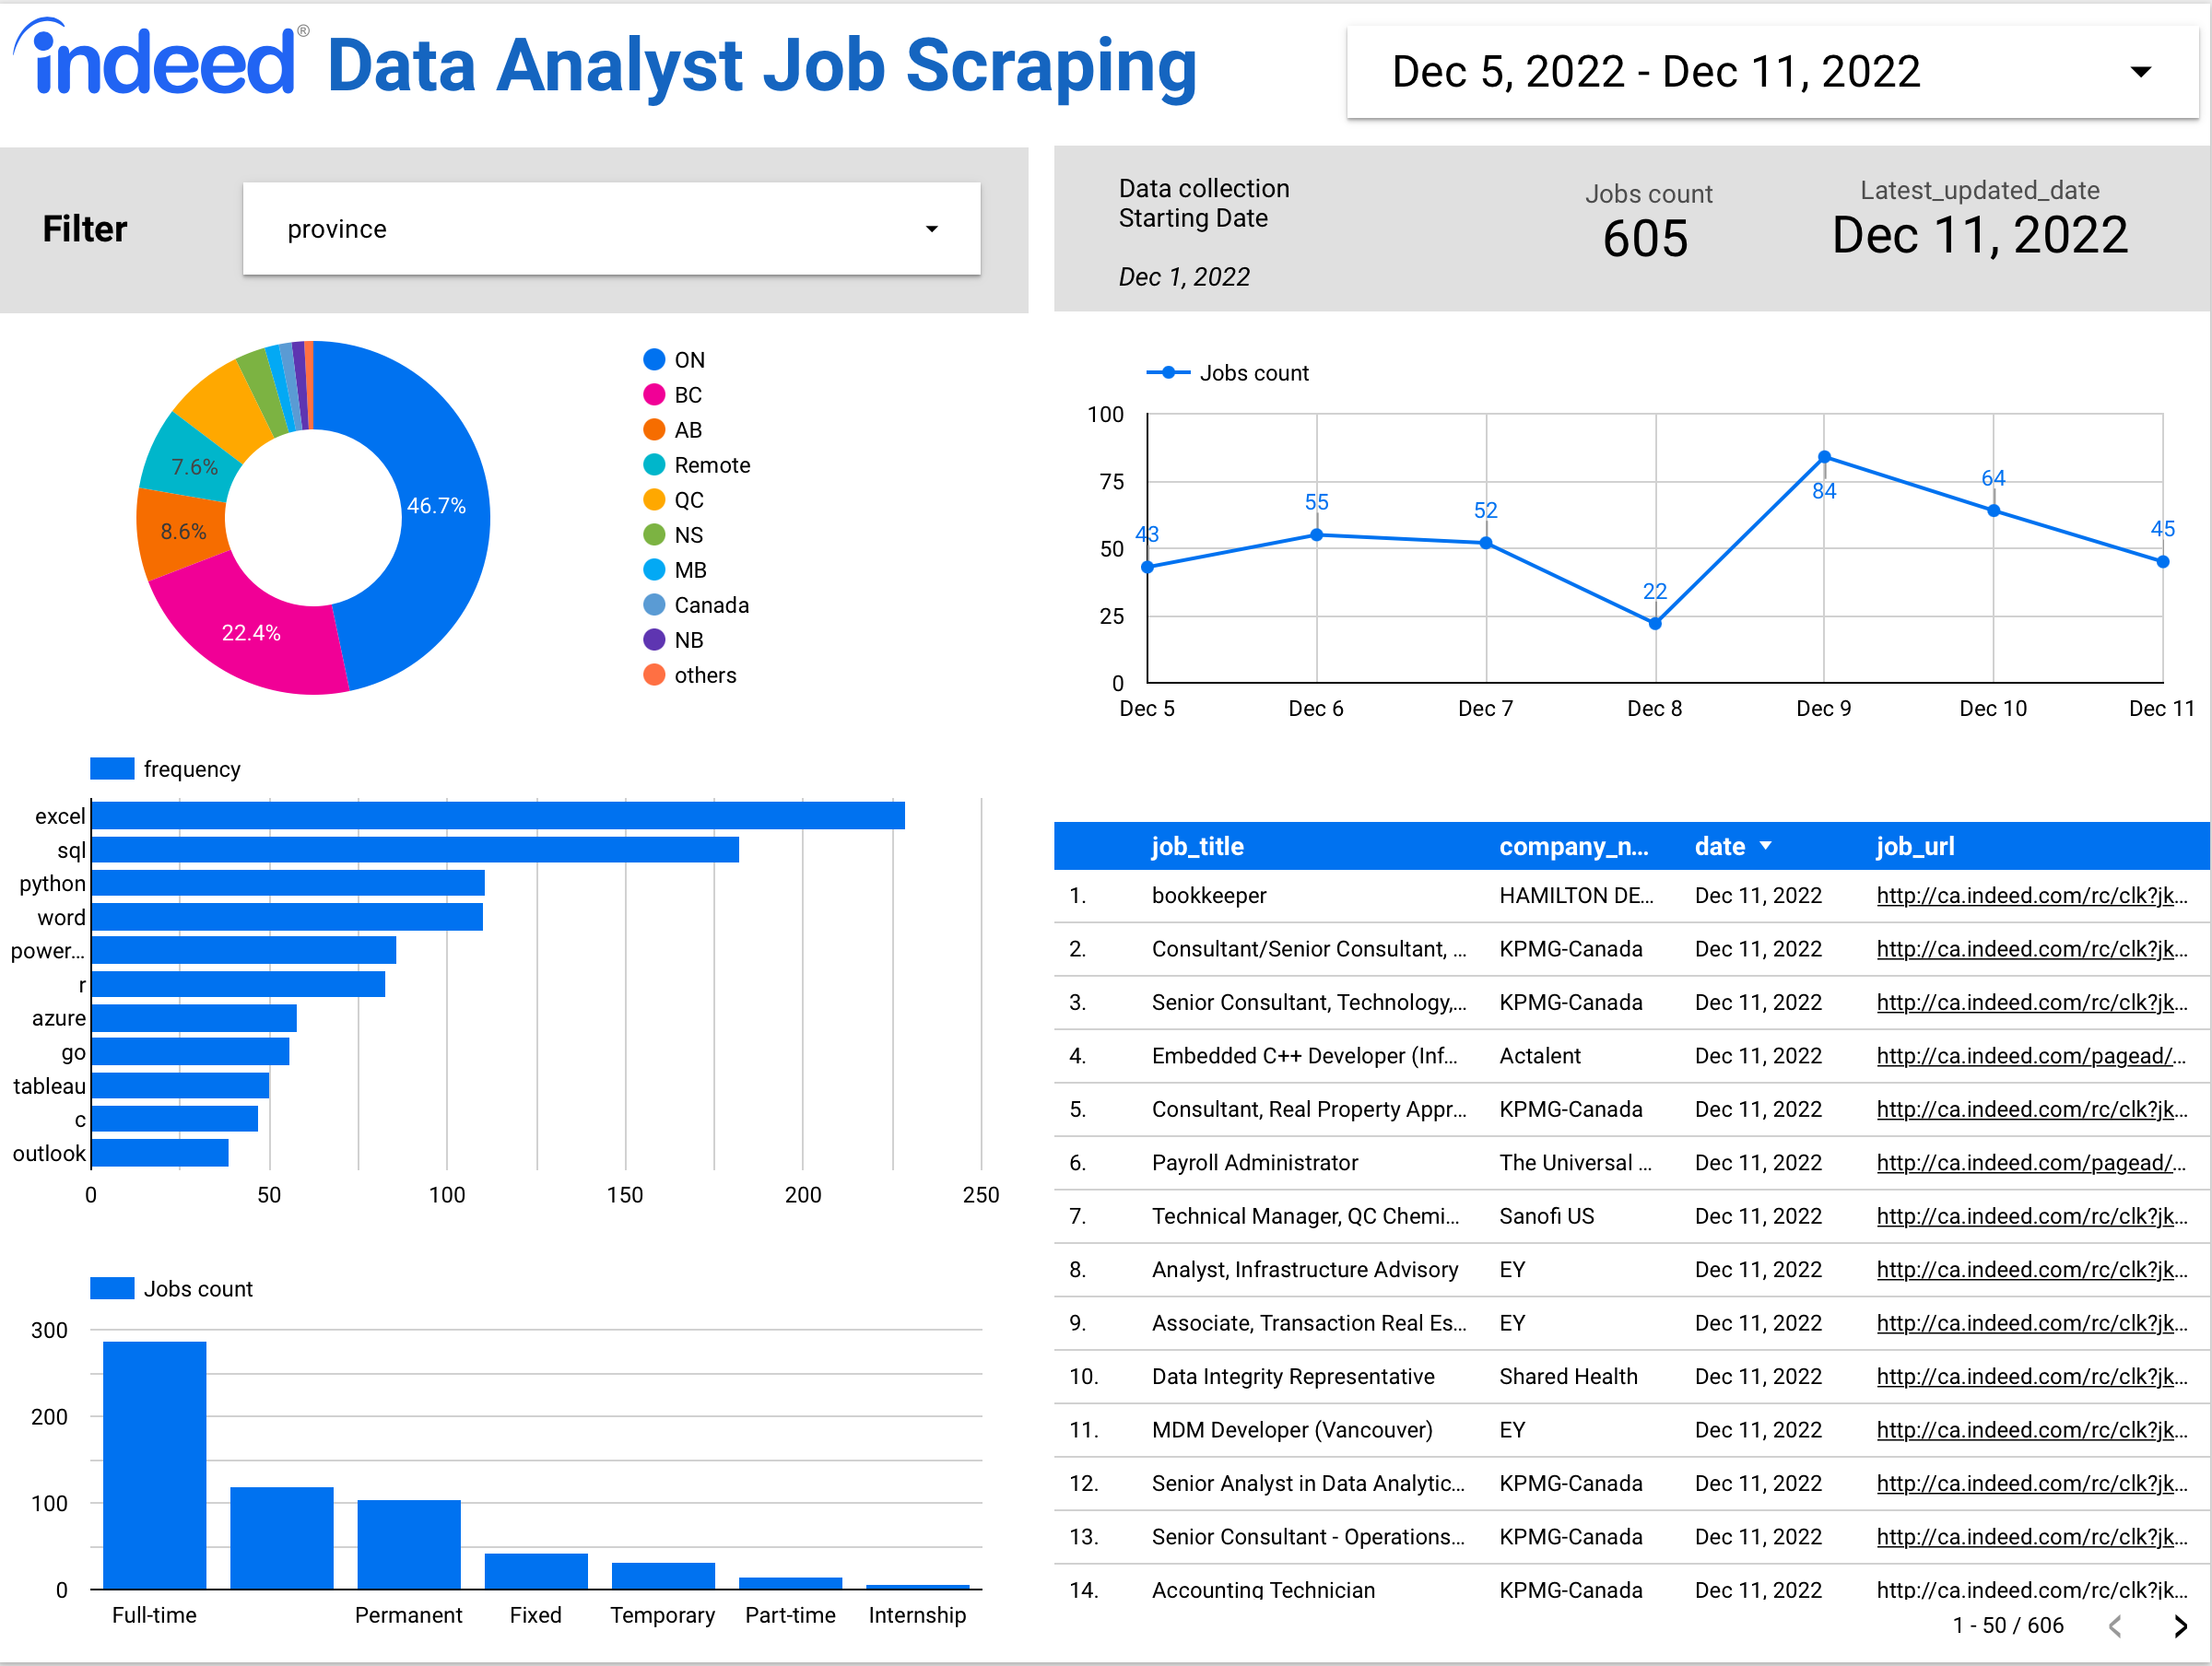 indeed® Data Analyst Job Scraping
Dec 5, 2022 - Dec 11, 2022
Filter
province
Data collection
Starting Date
Dec 1, 2022
Jobs count
605
Latest_updated_date
Dec 11, 2022
46.7%
22.4%
8.6%
7.6%
ON
BC
AB
Remote
QC
NS
MB
Canada
NB
others
Jobs count
100
75
50
25
0
43
55
52
22
84
64
45
Dec 5 Dec 6 Dec 7 Dec 8 Dec 9 Dec 10 Dec 11
frequency
excel
sql
python
word
power...
r
azure
go
tableau
c
outlook
0 50 100 150 200 250
Jobs count
300
200
100
0
Full-time Permanent Fixed Temporary Part-time Internship
job_title company_n... date job_url
1. bookkeeper HAMILTON DE... Dec 11, 2022 http://ca.indeed.com/rc/clk?jk...
2. Consultant/Senior Consultant, ... KPMG-Canada Dec 11, 2022 http://ca.indeed.com/rc/clk?jk...
3. Senior Consultant, Technology,... KPMG-Canada Dec 11, 2022 http://ca.indeed.com/rc/clk?jk...
4. Embedded C++ Developer (Inf... Actalent Dec 11, 2022 http://ca.indeed.com/pagead/...
5. Consultant, Real Property Appr... KPMG-Canada Dec 11, 2022 http://ca.indeed.com/rc/clk?jk...
6. Payroll Administrator The Universal ... Dec 11, 2022 http://ca.indeed.com/pagead/...
7. Technical Manager, QC Chemi... Sanofi US Dec 11, 2022 http://ca.indeed.com/rc/clk?jk...
8. Analyst, Infrastructure Advisory EY Dec 11, 2022 http://ca.indeed.com/rc/clk?jk...
9. Associate, Transaction Real Es... EY Dec 11, 2022 http://ca.indeed.com/rc/clk?jk...
10. Data Integrity Representative Shared Health Dec 11, 2022 http://ca.indeed.com/rc/clk?jk...
11. MDM Developer (Vancouver) EY Dec 11, 2022 http://ca.indeed.com/rc/clk?jk...
12. Senior Analyst in Data Analytic... KPMG-Canada Dec 11, 2022 http://ca.indeed.com/rc/clk?jk...
13. Senior Consultant - Operations... KPMG-Canada Dec 11, 2022 http://ca.indeed.com/rc/clk?jk...
14. Accounting Technician KPMG-Canada Dec 11, 2022 http://ca.indeed.com/rc/clk?jk...
1 - 50 / 606